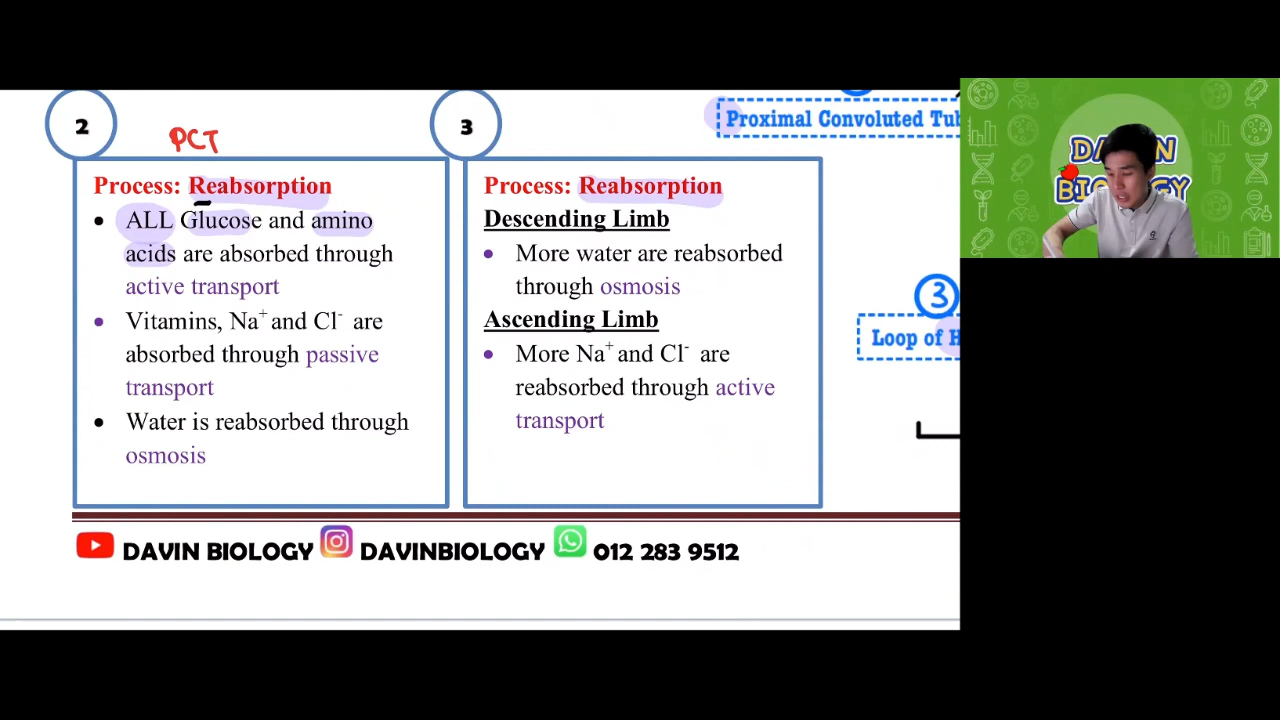 2
PCT
Process: Reabsorption
• ALL Glucose and amino
acids are absorbed through
active transport
• Vitamins, Na⁺ and Cl⁻ are
absorbed through passive
transport
• Water is reabsorbed through
osmosis
3
Process: Reabsorption
Descending Limb
• More water are reabsorbed
through osmosis
Ascending Limb
• More Na⁺ and Cl⁻ are
reabsorbed through active
transport
Proximal Convoluted Tub
3
Loop of H
DAVIN BIOLOGY DAVINBIOLOGY 012 283 9512